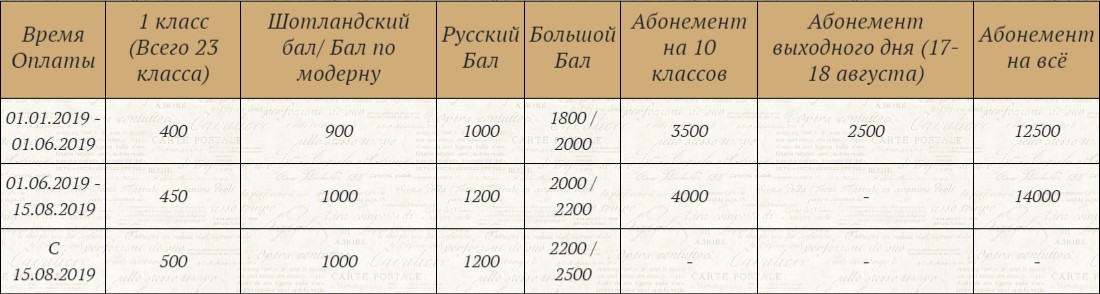 Время Оплаты | 1 класс (Всего 23 класса) | Шотландский бал/ Бал по модерну | Русский Бал | Большой Бал | Абонемент на 10 классов | Абонемент выходного дня (17-18 августа) | Абонемент на всё
01.01.2019 - 01.06.2019 | 400 | 900 | 1000 | 1800 / 2000 | 3500 | 2500 | 12500
01.06.2019 - 15.08.2019 | 450 | 1000 | 1200 | 2000 / 2200 | 4000 | - | 14000
С 15.08.2019 | 500 | 1000 | 1200 | 2200 / 2500 | - | - | -